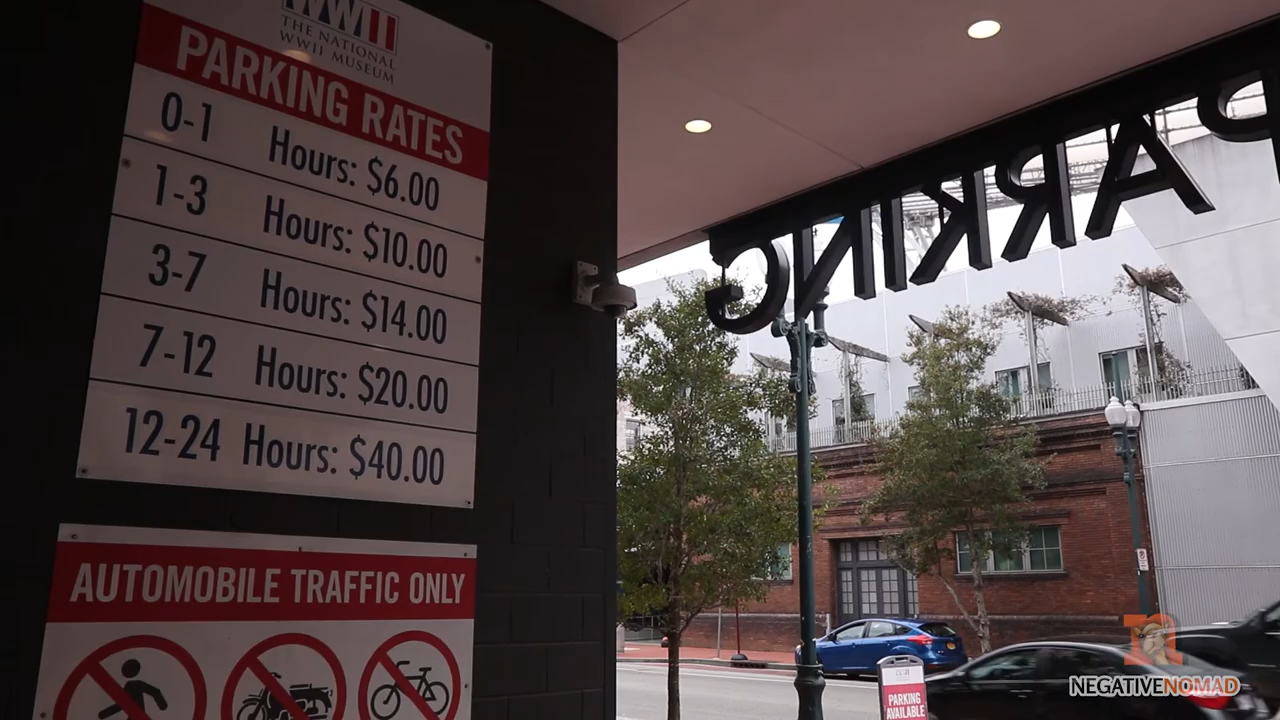 WWII
THE NATIONAL
WWII MUSEUM
PARKING RATES
0-1 Hours: $6.00
1-3 Hours: $10.00
3-7 Hours: $14.00
7-12 Hours: $20.00
12-24 Hours: $40.00
AUTOMOBILE TRAFFIC ONLY
PARKING
PARKING
AVAILABLE
NEGATIVENOMAD